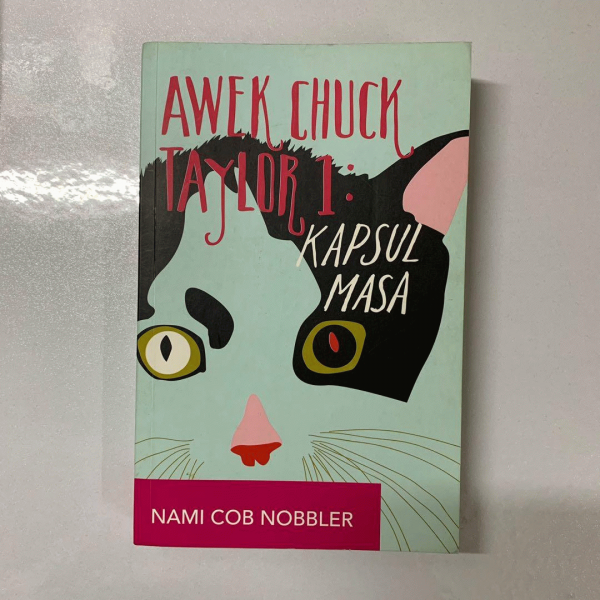 AWEK CHUCK
TAYLOR 1:
KAPSUL
MASA
NAMI COB NOBBLER